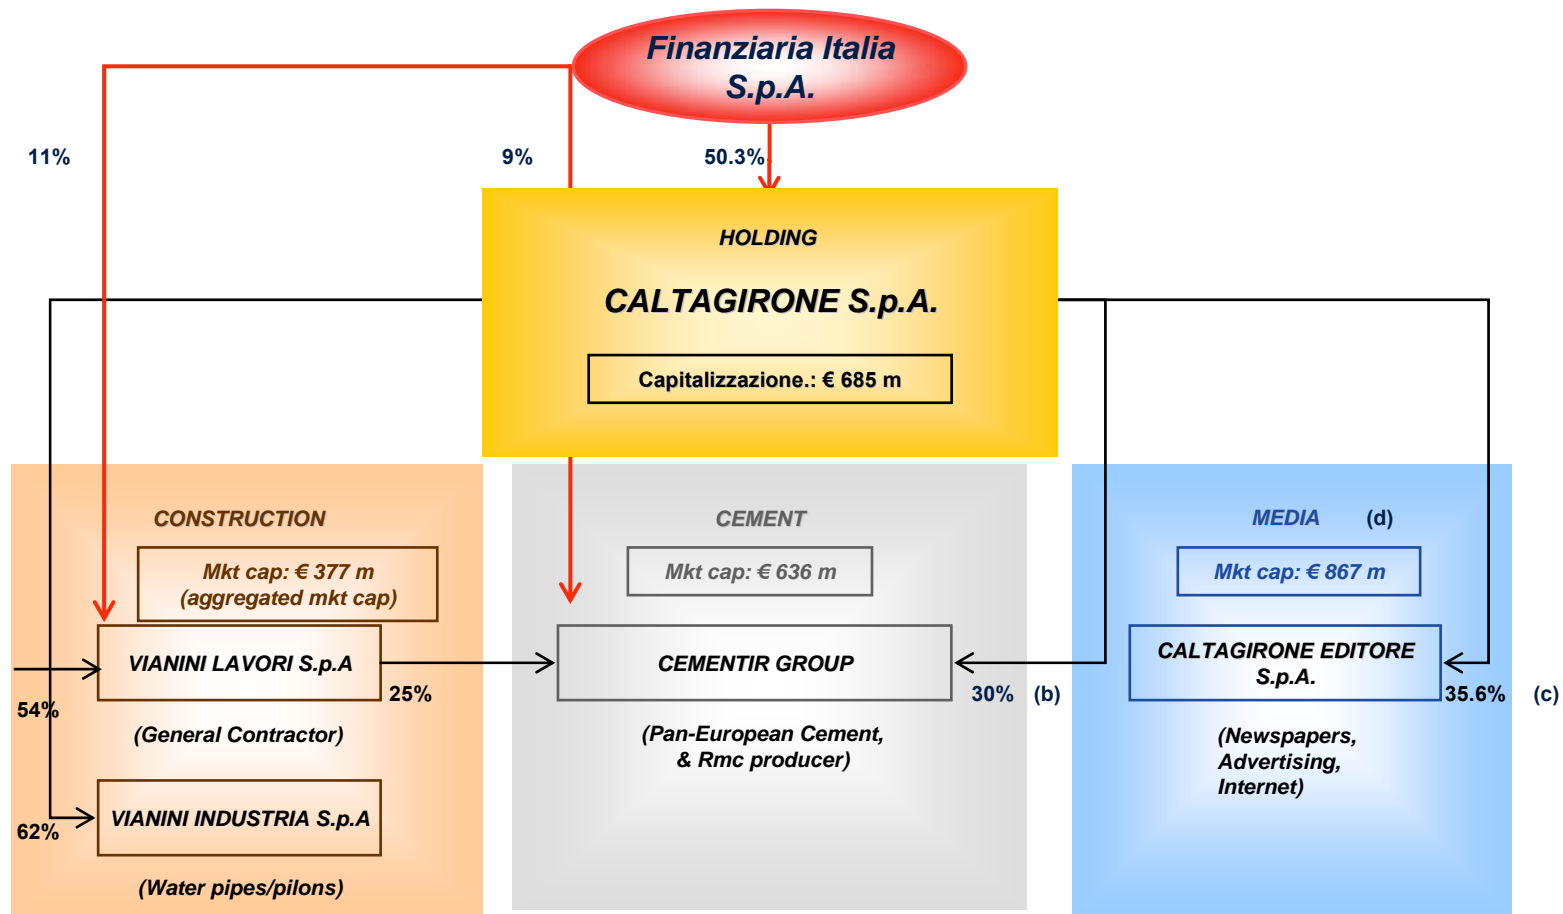 Finanziaria Italia
S.p.A.
11%
9%
50.3%
HOLDING
CALTAGIRONE S.p.A.
Capitalizzazione.: € 685 m
CONSTRUCTION
Mkt cap: € 377 m
(aggregated mkt cap)
VIANINI LAVORI S.p.A
54%
25%
(General Contractor)
VIANINI INDUSTRIA S.p.A
62%
(Water pipes/pilons)
CEMENT
Mkt cap: € 636 m
CEMENTIR GROUP
30% (b)
(Pan-European Cement,
& Rmc producer)
MEDIA (d)
Mkt cap: € 867 m
CALTAGIRONE EDITORE
S.p.A.
35.6% (c)
(Newspapers,
Advertising,
Internet)